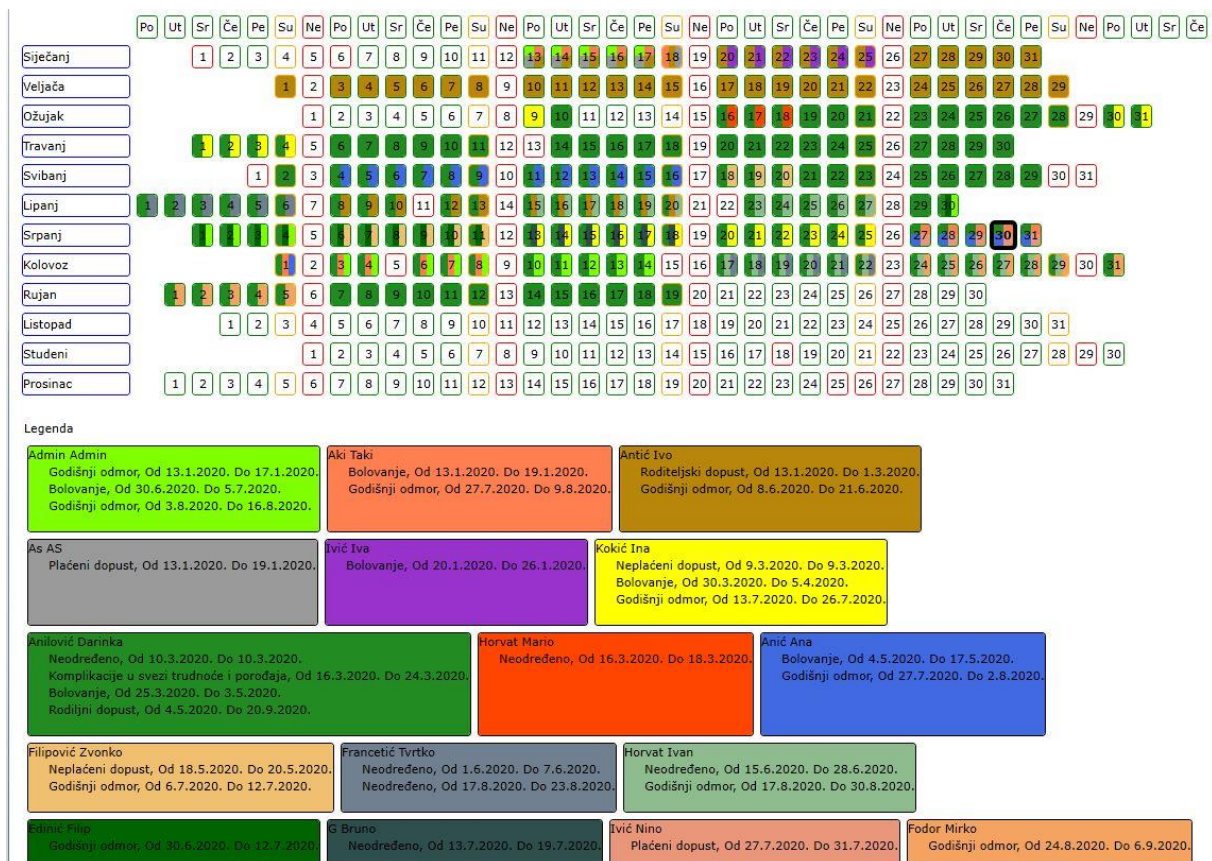 Po Ut Sr Če Pe Su Ne Po Ut Sr Če Pe Su Ne Po Ut Sr Če Pe Su Ne Po Ut Sr Če Pe Su Ne Po Ut Sr Če Pe Su Ne Po Ut Sr Če
Siječanj 1 2 3 4 5 6 7 8 9 10 11 12 13 14 15 16 17 18 19 20 21 22 23 24 25 26 27 28 29 30 31
Veljača 1 2 3 4 5 6 7 8 9 10 11 12 13 14 15 16 17 18 19 20 21 22 23 24 25 26 27 28 29
Ožujak 1 2 3 4 5 6 7 8 9 10 11 12 13 14 15 16 17 18 19 20 21 22 23 24 25 26 27 28 29 30 31
Travanj 1 2 3 4 5 6 7 8 9 10 11 12 13 14 15 16 17 18 19 20 21 22 23 24 25 26 27 28 29 30
Svibanj 1 2 3 4 5 6 7 8 9 10 11 12 13 14 15 16 17 18 19 20 21 22 23 24 25 26 27 28 29 30 31
Lipanj 1 2 3 4 5 6 7 8 9 10 11 12 13 14 15 16 17 18 19 20 21 22 23 24 25 26 27 28 29 30
Srpanj 1 2 3 4 5 6 7 8 9 10 11 12 13 14 15 16 17 18 19 20 21 22 23 24 25 26 27 28 29 30 31
Kolovoz 1 2 3 4 5 6 7 8 9 10 11 12 13 14 15 16 17 18 19 20 21 22 23 24 25 26 27 28 29 30 31
Rujan 1 2 3 4 5 6 7 8 9 10 11 12 13 14 15 16 17 18 19 20 21 22 23 24 25 26 27 28 29 30
Listopad 1 2 3 4 5 6 7 8 9 10 11 12 13 14 15 16 17 18 19 20 21 22 23 24 25 26 27 28 29 30 31
Studeni 1 2 3 4 5 6 7 8 9 10 11 12 13 14 15 16 17 18 19 20 21 22 23 24 25 26 27 28 29 30
Prosinac 1 2 3 4 5 6 7 8 9 10 11 12 13 14 15 16 17 18 19 20 21 22 23 24 25 26 27 28 29 30 31
Legenda
Admin Admin
Godišnji odmor, Od 13.1.2020. Do 17.1.2020.
Bolovanje, Od 30.6.2020. Do 5.7.2020.
Godišnji odmor, Od 3.8.2020. Do 16.8.2020.
Aki Taki
Bolovanje, Od 13.1.2020. Do 19.1.2020.
Godišnji odmor, Od 27.7.2020. Do 9.8.2020.
Antić Ivo
Roditeljski dopust, Od 13.1.2020. Do 1.3.2020.
Godišnji odmor, Od 8.6.2020. Do 21.6.2020.
As AS
Plaćeni dopust, Od 13.1.2020. Do 19.1.2020.
Ivić Iva
Bolovanje, Od 20.1.2020. Do 26.1.2020.
Kokić Ina
Neplaćeni dopust, Od 9.3.2020. Do 9.3.2020.
Bolovanje, Od 30.3.2020. Do 5.4.2020.
Godišnji odmor, Od 13.7.2020. Do 26.7.2020.
Anilović Darinka
Neodređeno, Od 10.3.2020. Do 10.3.2020.
Komplikacije u svezi trudnoće i porođaja, Od 16.3.2020. Do 24.3.2020.
Bolovanje, Od 25.3.2020. Do 3.5.2020.
Rodiljni dopust, Od 4.5.2020. Do 20.9.2020.
Horvat Mario
Neodređeno, Od 16.3.2020. Do 18.3.2020.
Anić Ana
Bolovanje, Od 4.5.2020. Do 17.5.2020.
Godišnji odmor, Od 27.7.2020. Do 2.8.2020.
Filipović Zvonko
Neplaćeni dopust, Od 18.5.2020. Do 20.5.2020.
Godišnji odmor, Od 6.7.2020. Do 12.7.2020.
Francetić Tvrtko
Neodređeno, Od 1.6.2020. Do 7.6.2020.
Neodređeno, Od 17.8.2020. Do 23.8.2020.
Horvat Ivan
Neodređeno, Od 15.6.2020. Do 28.6.2020.
Godišnji odmor, Od 17.8.2020. Do 30.8.2020.
Edinić Filip
Godišnji odmor, Od 30.6.2020. Do 12.7.2020.
G Bruno
Neodređeno, Od 13.7.2020. Do 19.7.2020.
Ivić Nino
Plaćeni dopust, Od 27.7.2020. Do 31.7.2020.
Fodor Mirko
Godišnji odmor, Od 24.8.2020. Do 6.9.2020.